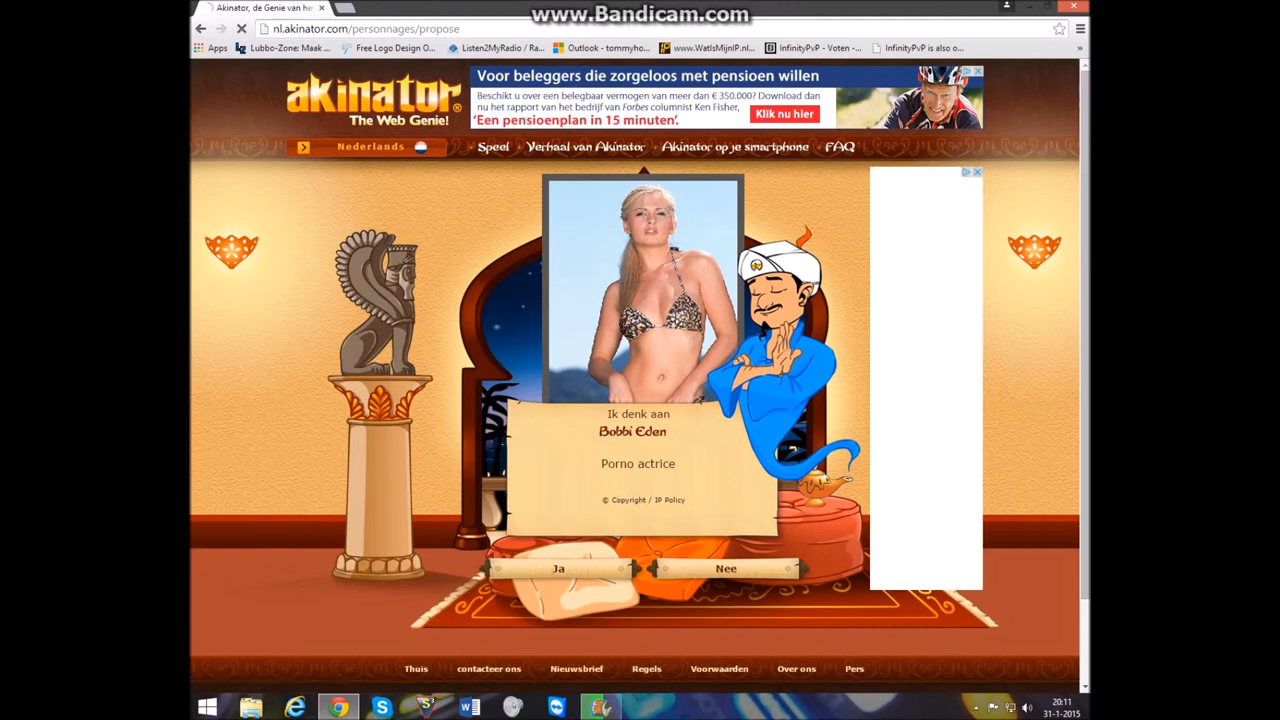 www.Bandicam.com
Akinator, de Genie van he
nl.akinator.com/personnages/propose
Apps
Lubbo-Zone: Maak ...
Free Logo Design O...
Listen2MyRadio / Ra...
Outlook - tommyho...
www.WatIsMijnIP.nl...
InfinityPvP - Voten -...
InfinityPvP is also o...
»
akinator
The Web Genie!
Voor beleggers die zorgeloos met pensioen willen
Beschikt u over een belegbaar vermogen van meer dan € 350.000? Download dan
nu het rapport van het bedrijf van Forbes columnist Ken Fisher,
‘Een pensioenplan in 15 minuten’.
Klik nu hier
Nederlands
Speel
Verhaal van Akinator
Akinator op je smartphone
FAQ
Ik denk aan
Bobbi Eden
Porno actrice
© Copyright / IP Policy
Ja
Nee
Thuis
contacteer ons
Nieuwsbrief
Regels
Voorwaarden
Over ons
Pers
20:11
31-1-2015